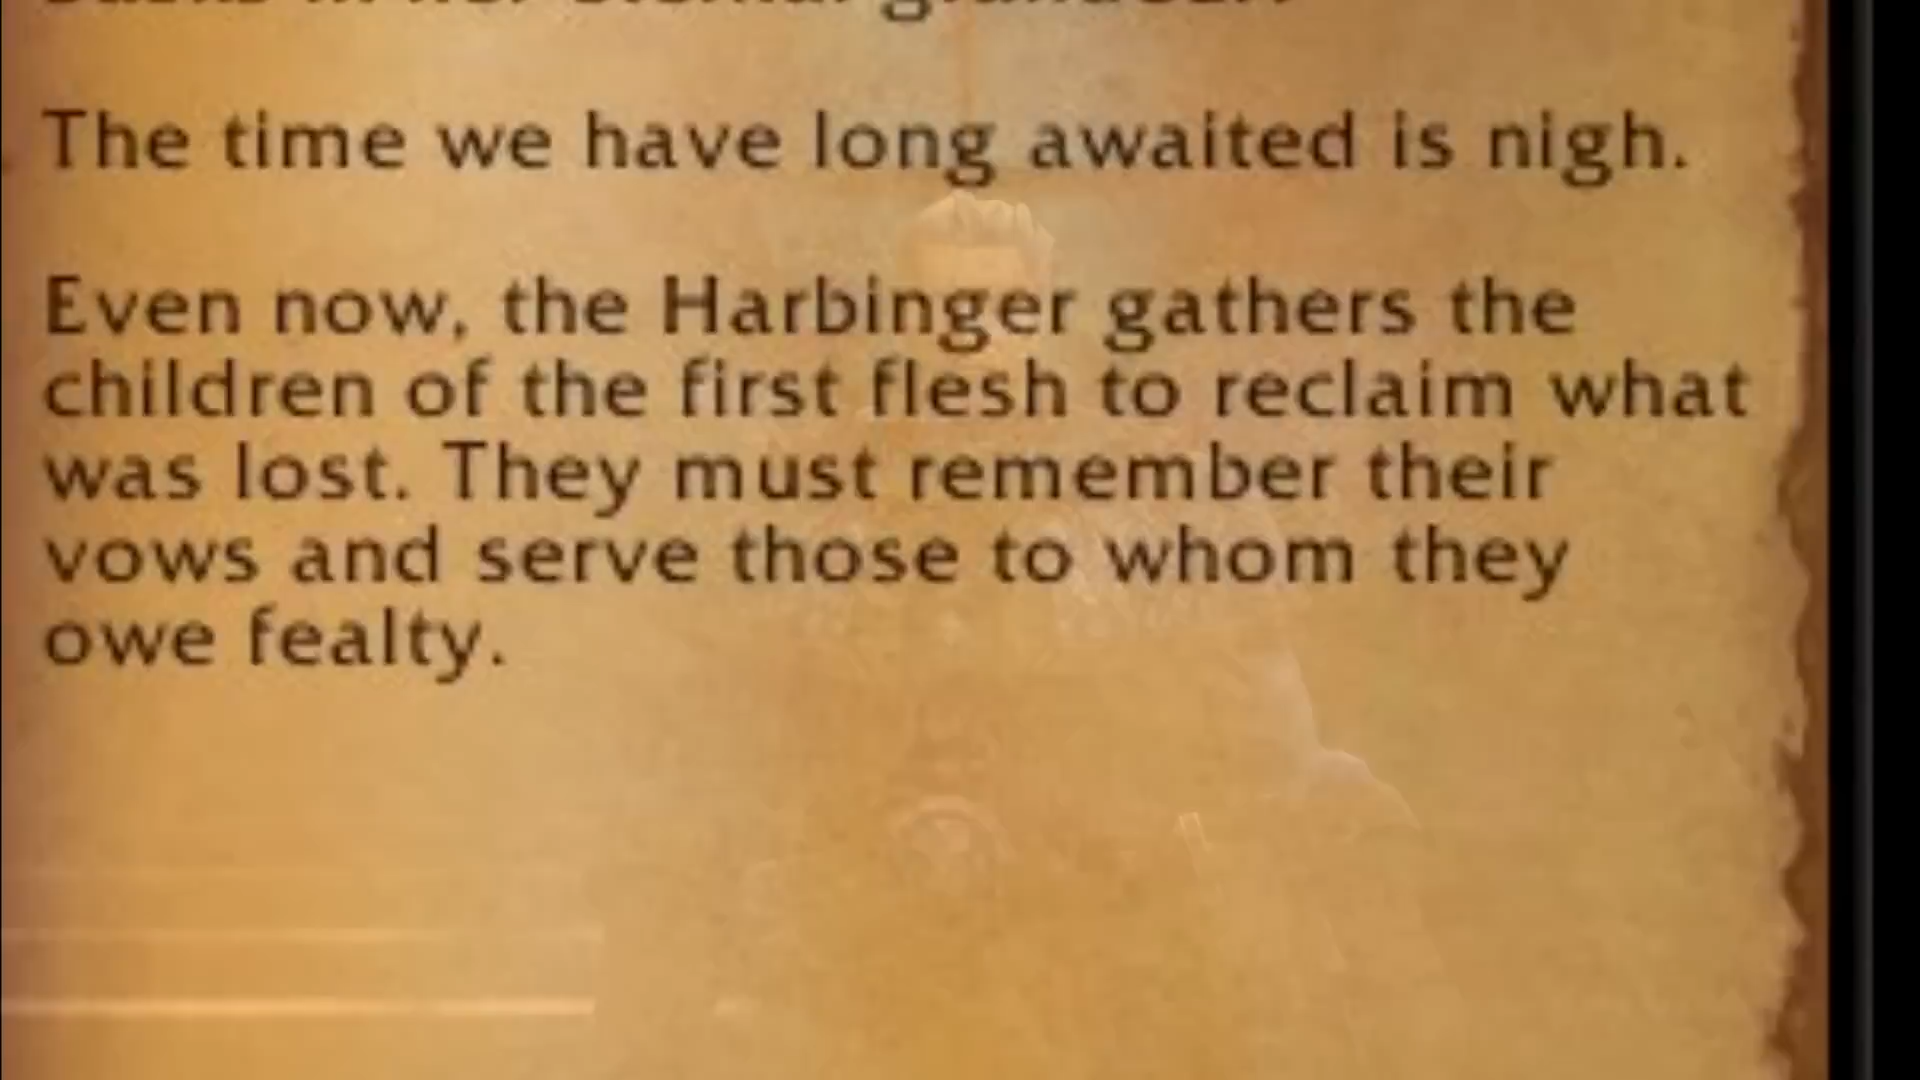 The time we have long awaited is nigh.
Even now, the Harbinger gathers the
children of the first flesh to reclaim what
was lost. They must remember their
vows and serve those to whom they
owe fealty.